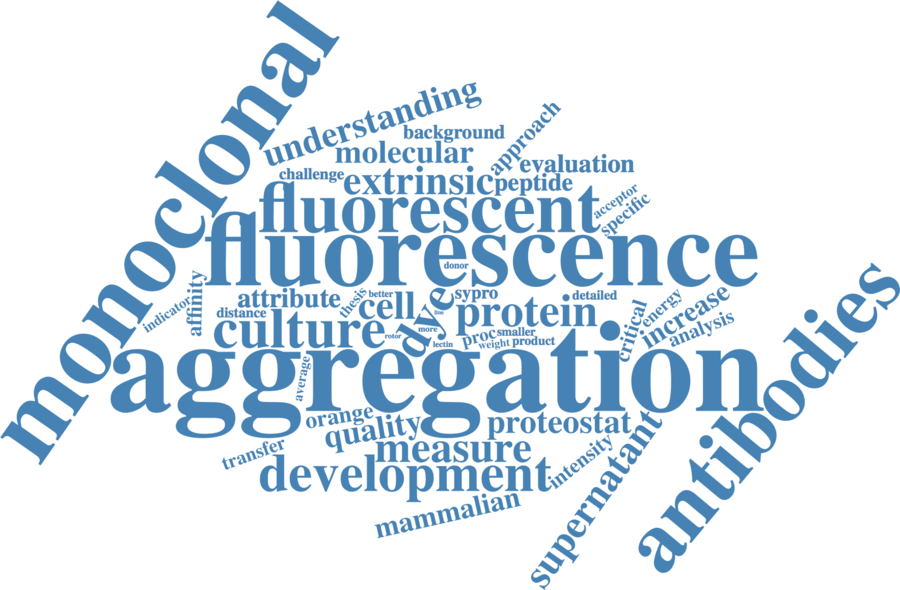 monoclonal
understanding
background
approach
molecular
evaluation
challenge
extrinsic
peptide
acceptor
fluorescent
specific
fluorescence
donor
indicator
affinity
attribute
thesis
better
cell
dye
sypro
detailed
distance
line
energy
increase
culture
rotor
more
lectin
protein
proc
smaller
weight
product
critical
analysis
antibodies
aggregation
average
orange
quality
proteostat
transfer
measure
intensity
supernatant
development
mammalian